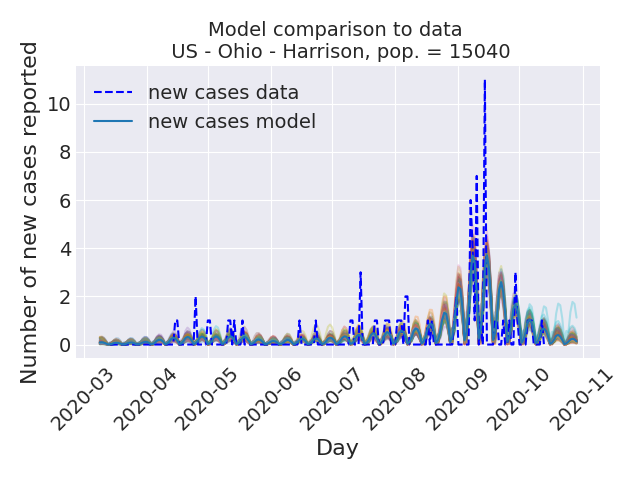 Model comparison to data
US - Ohio - Harrison, pop. = 15040
Number of new cases reported
10
8
6
4
2
0
new cases data
new cases model
2020-03
2020-04
2020-05
2020-06
2020-07
2020-08
2020-09
2020-10
2020-11
Day